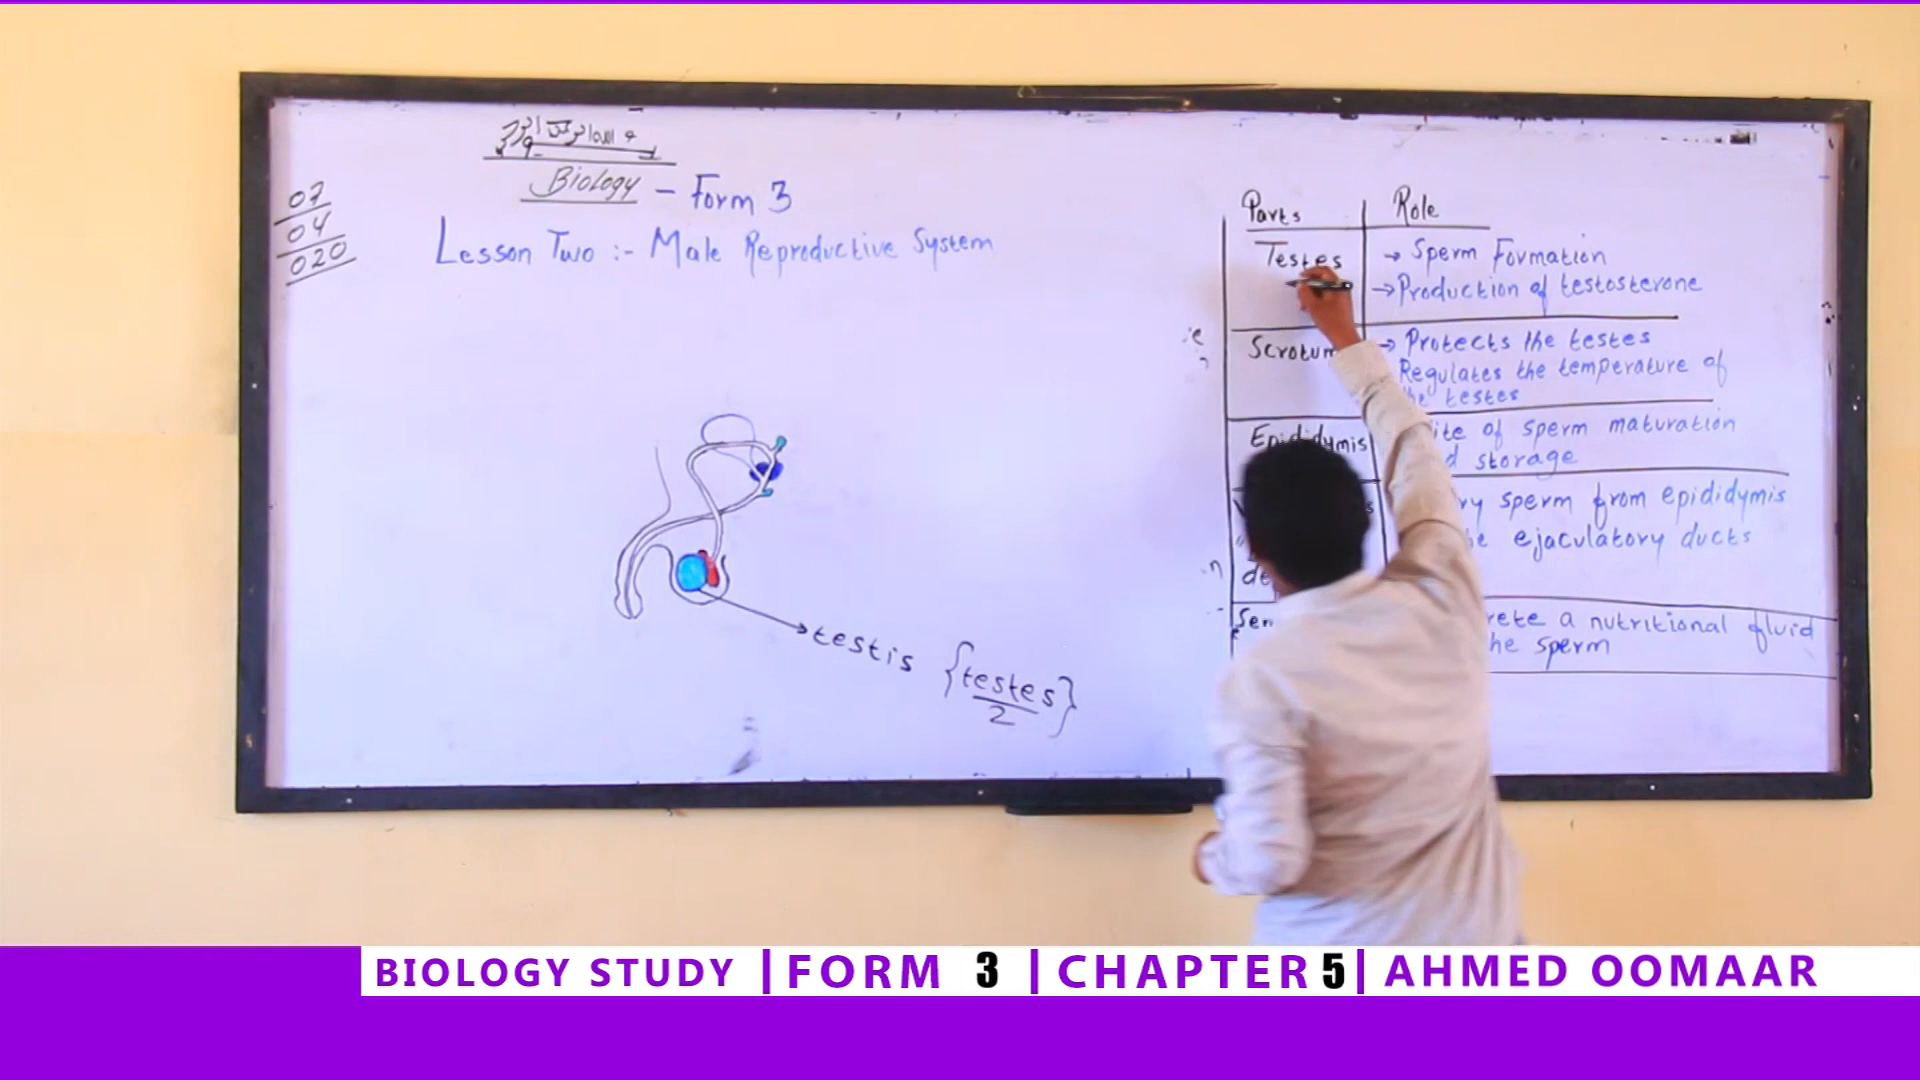 Biology - Form 3
07
04
020
Lesson Two :- Male Reproductive System
testis {testes}
2
Parts Role
Testes → Sperm Formation
→ Production of testosterone
Scrotum → Protects the testes
Regulates the temperature of
testes
Epididymis of sperm maturation
storage
sperm from epididymis
ejaculatory ducts
a nutritional fluid
sperm
BIOLOGY STUDY | FORM 3 | CHAPTER 5 | AHMED OOMAAR